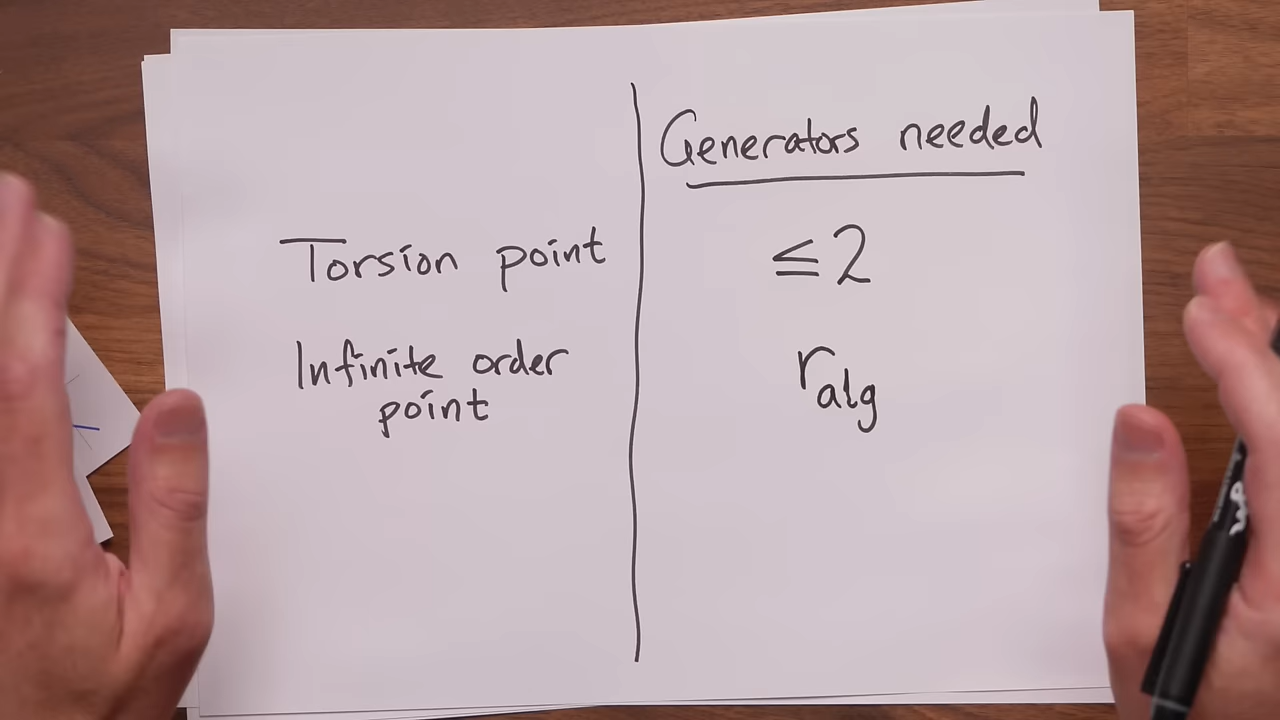 Generators needed
Torsion point
≤ 2
Infinite order
point
r_alg